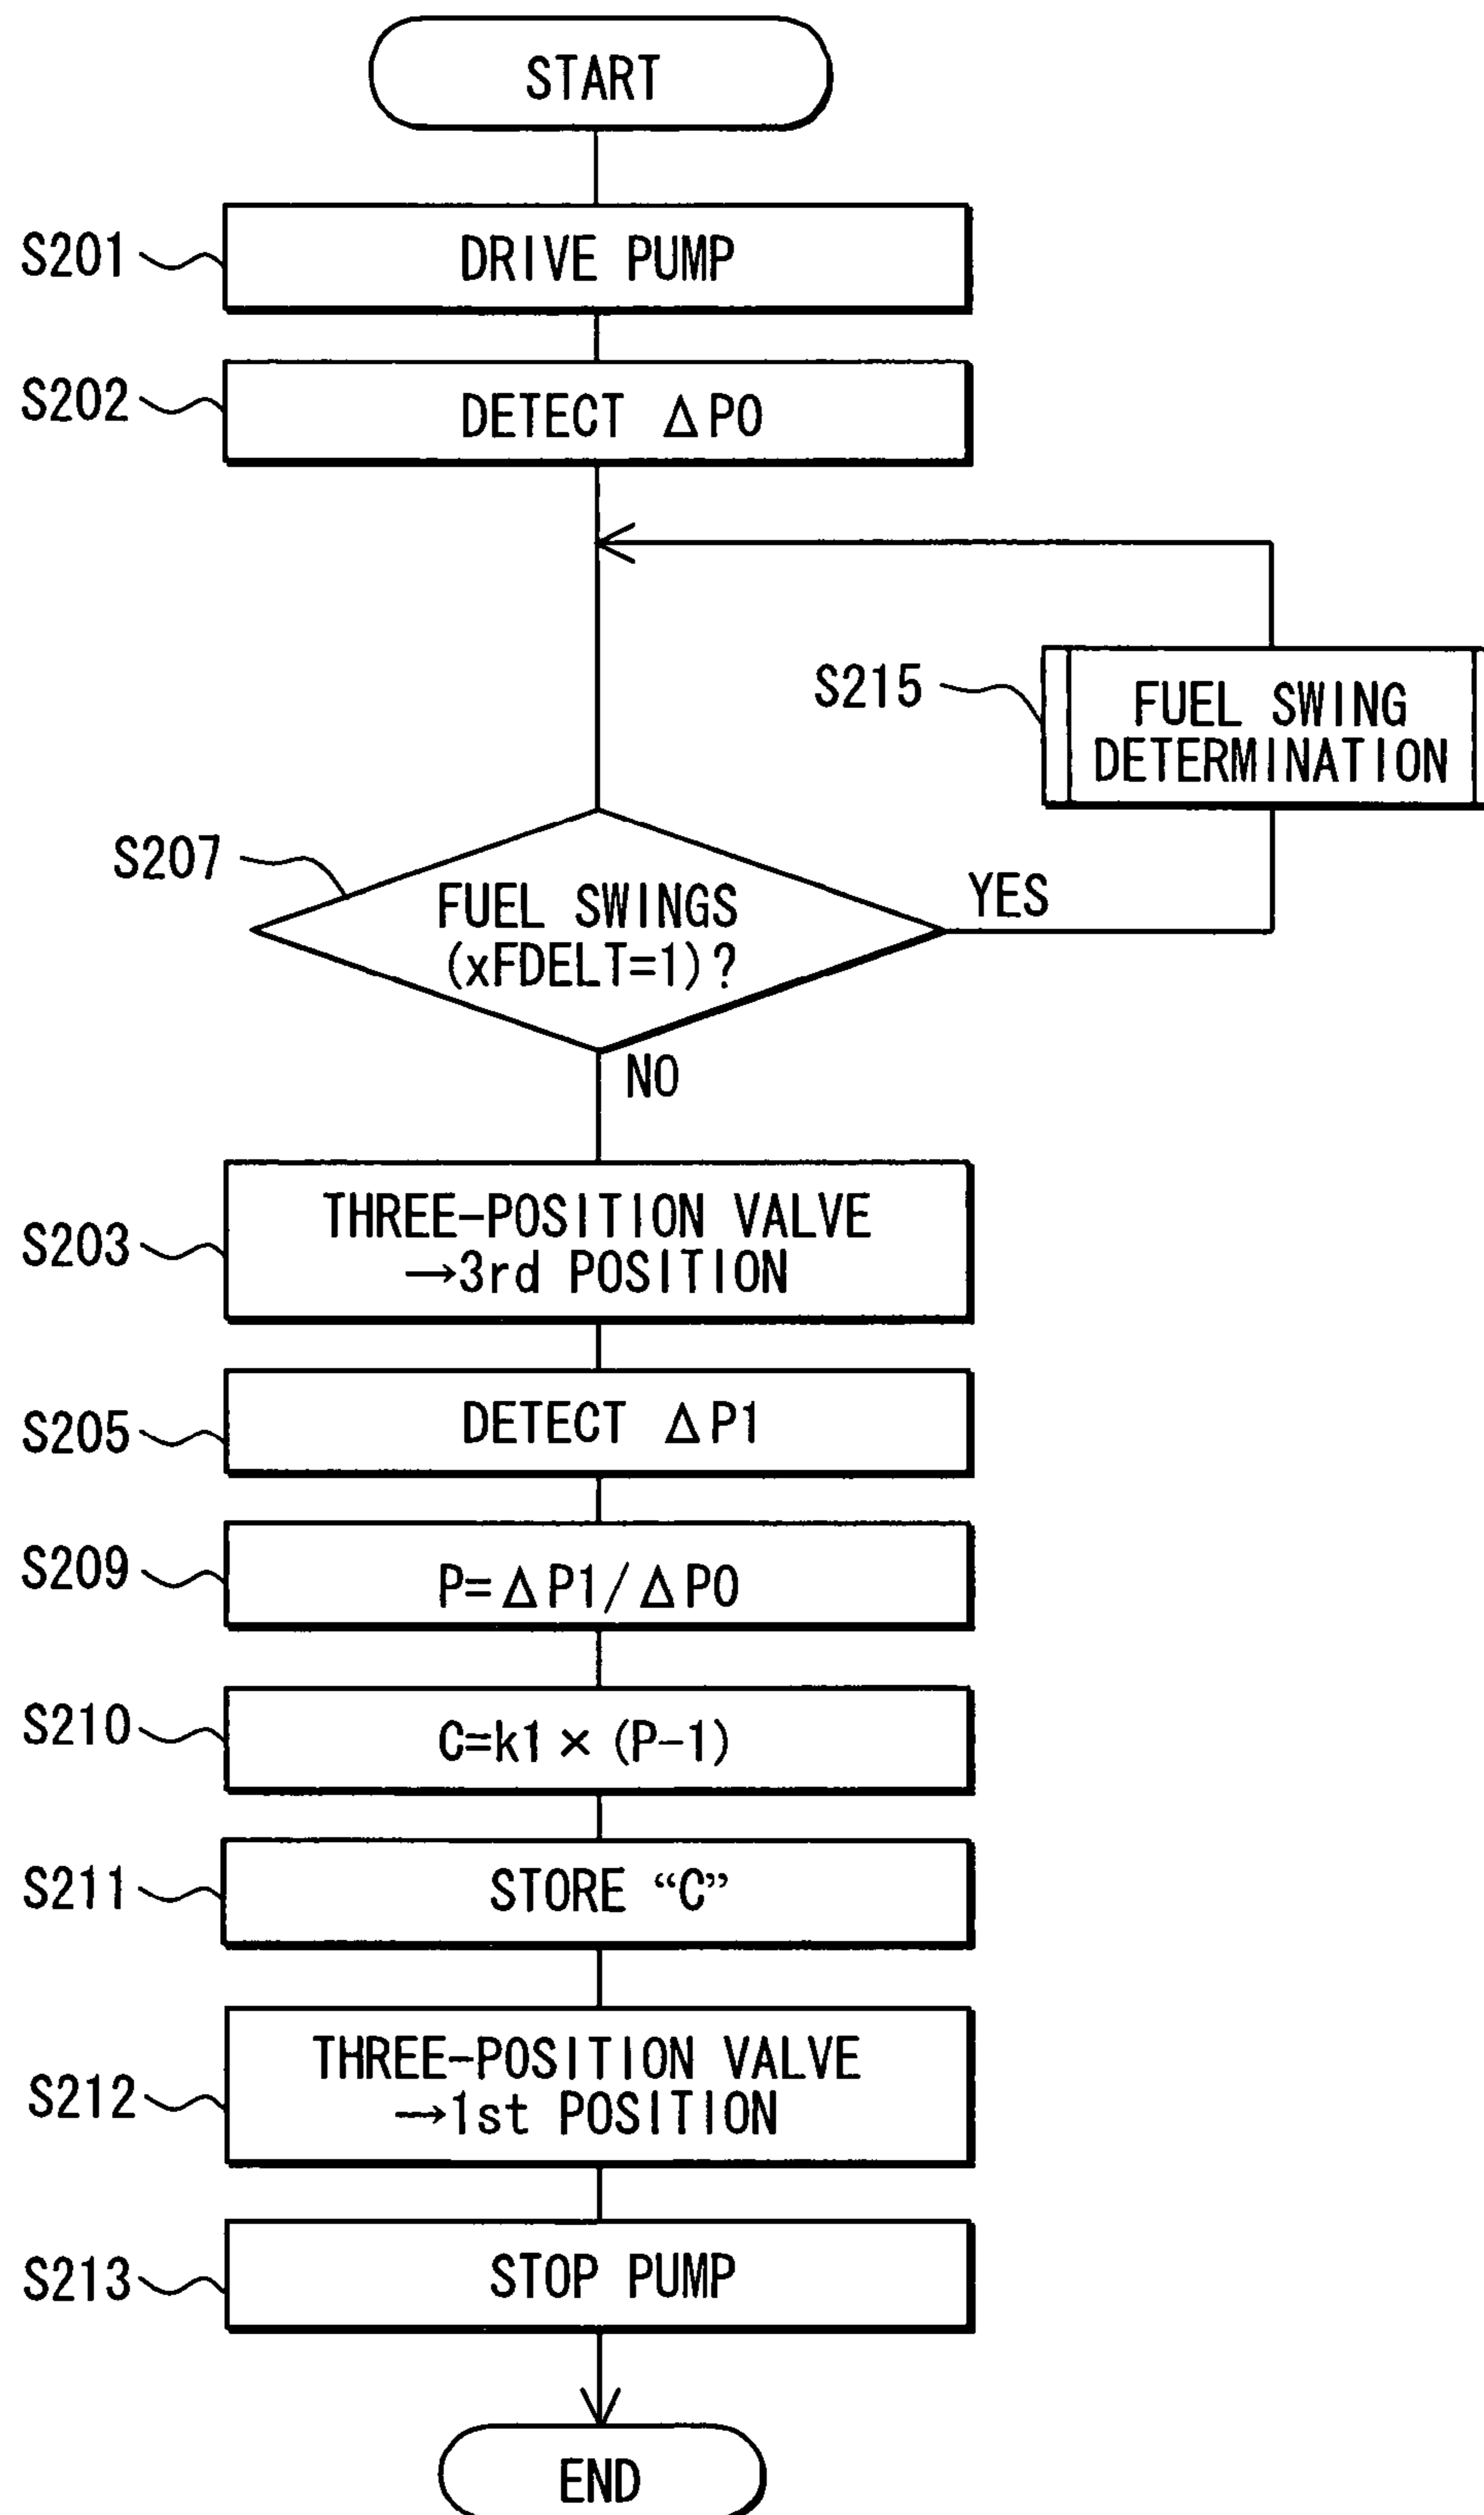 START
S201
DRIVE PUMP
S202
DETECT ΔP0
S215
FUEL SWING
DETERMINATION
S207
FUEL SWINGS
(xFDELT=1)?
YES
NO
S203
THREE-POSITION VALVE
→3rd POSITION
S205
DETECT ΔP1
S209
P=ΔP1/ΔP0
S210
C=k1×(P-1)
S211
STORE “C”
S212
THREE-POSITION VALVE
→1st POSITION
S213
STOP PUMP
END